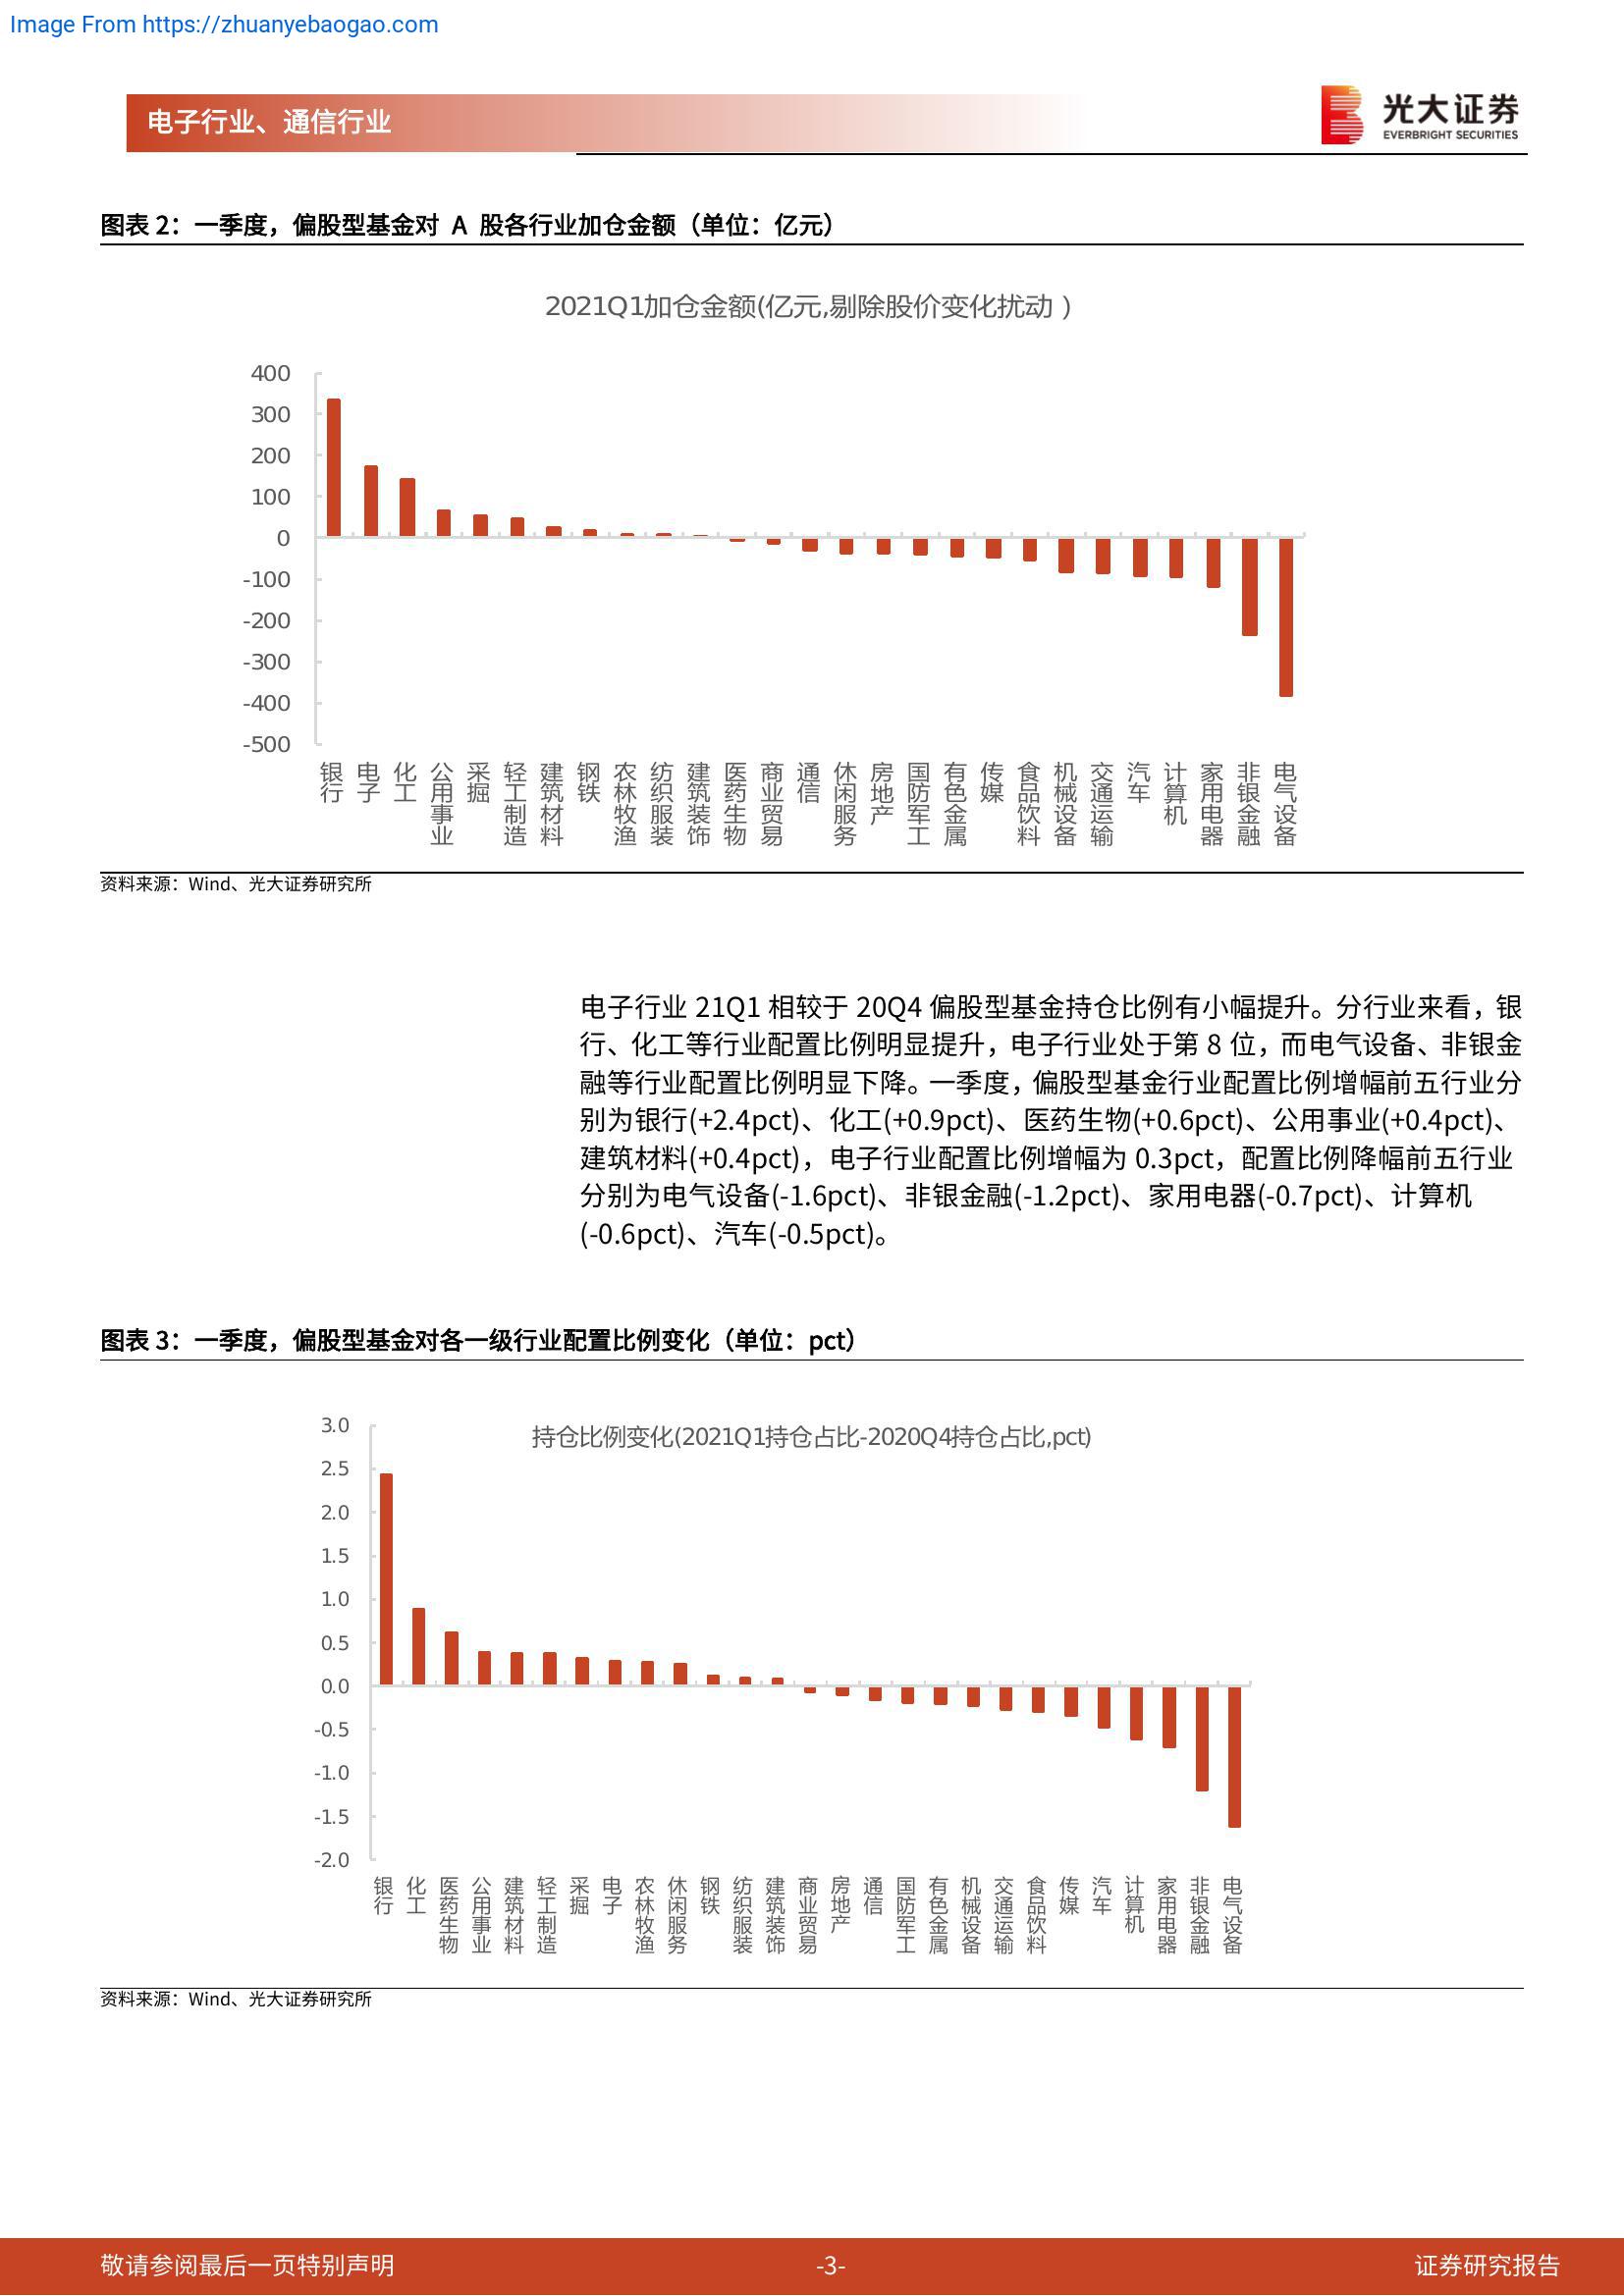 Image From https://zhuanyebaogao.com
电子行业、通信行业
光大证券
EVERBRIGHT SECURITIES
图表 2：一季度，偏股型基金对 A 股各行业加仓金额（单位：亿元）
2021Q1加仓金额(亿元,剔除股价变化扰动 )
400
300
200
100
0
-100
-200
-300
-400
-500
银行 电子 化工 公用事业 采掘 轻工制造 建筑材料 钢铁 农林牧渔 纺织服装 建筑装饰 医药生物 商业贸易 通信 休闲服务 房地产 国防军工 有色金属 传媒 食品饮料 机械设备 交通运输 汽车 计算机 家用电器 非银金融 电气设备
资料来源：Wind、光大证券研究所
电子行业 21Q1 相较于 20Q4 偏股型基金持仓比例有小幅提升。分行业来看，银
行、化工等行业配置比例明显提升，电子行业处于第 8 位，而电气设备、非银金
融等行业配置比例明显下降。一季度，偏股型基金行业配置比例增幅前五行业分
别为银行(+2.4pct)、化工(+0.9pct)、医药生物(+0.6pct)、公用事业(+0.4pct)、
建筑材料(+0.4pct)，电子行业配置比例增幅为 0.3pct，配置比例降幅前五行业
分别为电气设备(-1.6pct)、非银金融(-1.2pct)、家用电器(-0.7pct)、计算机
(-0.6pct)、汽车(-0.5pct)。
图表 3：一季度，偏股型基金对各一级行业配置比例变化（单位：pct）
持仓比例变化(2021Q1持仓占比-2020Q4持仓占比,pct)
3.0
2.5
2.0
1.5
1.0
0.5
0.0
-0.5
-1.0
-1.5
-2.0
银行 化工 医药生物 公用事业 建筑材料 轻工制造 采掘 电子 农林牧渔 休闲服务 钢铁 纺织服装 建筑装饰 商业贸易 房地产 通信 国防军工 有色金属 机械设备 交通运输 食品饮料 传媒 汽车 计算机 家用电器 非银金融 电气设备
资料来源：Wind、光大证券研究所
敬请参阅最后一页特别声明
-3-
证券研究报告